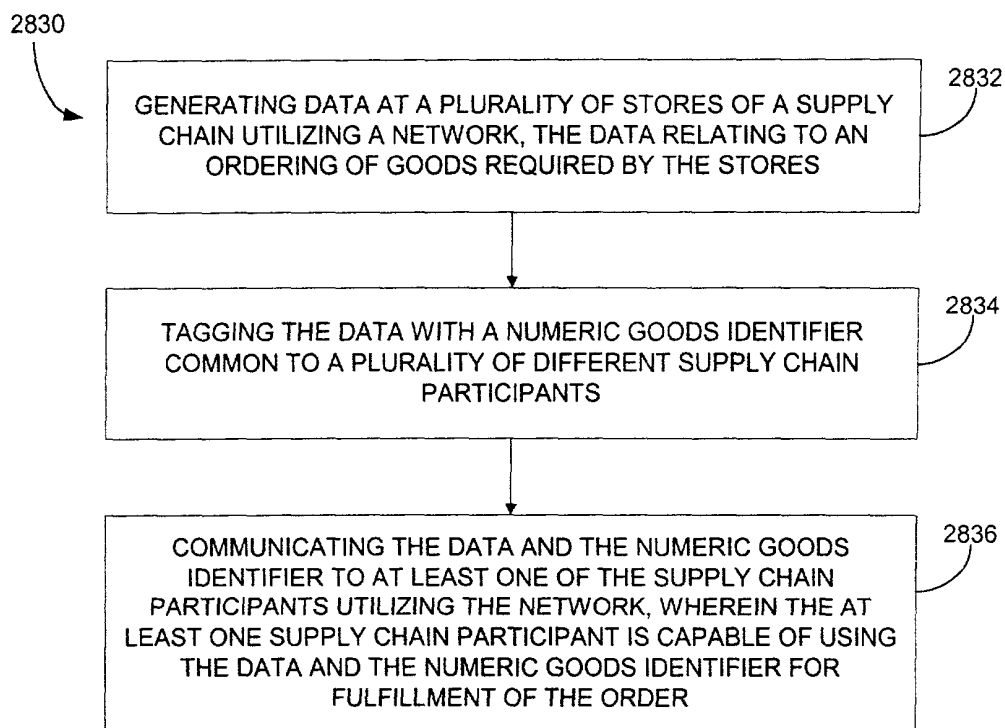 2830
2832
GENERATING DATA AT A PLURALITY OF STORES OF A SUPPLY
CHAIN UTILIZING A NETWORK, THE DATA RELATING TO AN
ORDERING OF GOODS REQUIRED BY THE STORES
2834
TAGGING THE DATA WITH A NUMERIC GOODS IDENTIFIER
COMMON TO A PLURALITY OF DIFFERENT SUPPLY CHAIN
PARTICIPANTS
2836
COMMUNICATING THE DATA AND THE NUMERIC GOODS
IDENTIFIER TO AT LEAST ONE OF THE SUPPLY CHAIN
PARTICIPANTS UTILIZING THE NETWORK, WHEREIN THE AT
LEAST ONE SUPPLY CHAIN PARTICIPANT IS CAPABLE OF USING
THE DATA AND THE NUMERIC GOODS IDENTIFIER FOR
FULFILLMENT OF THE ORDER